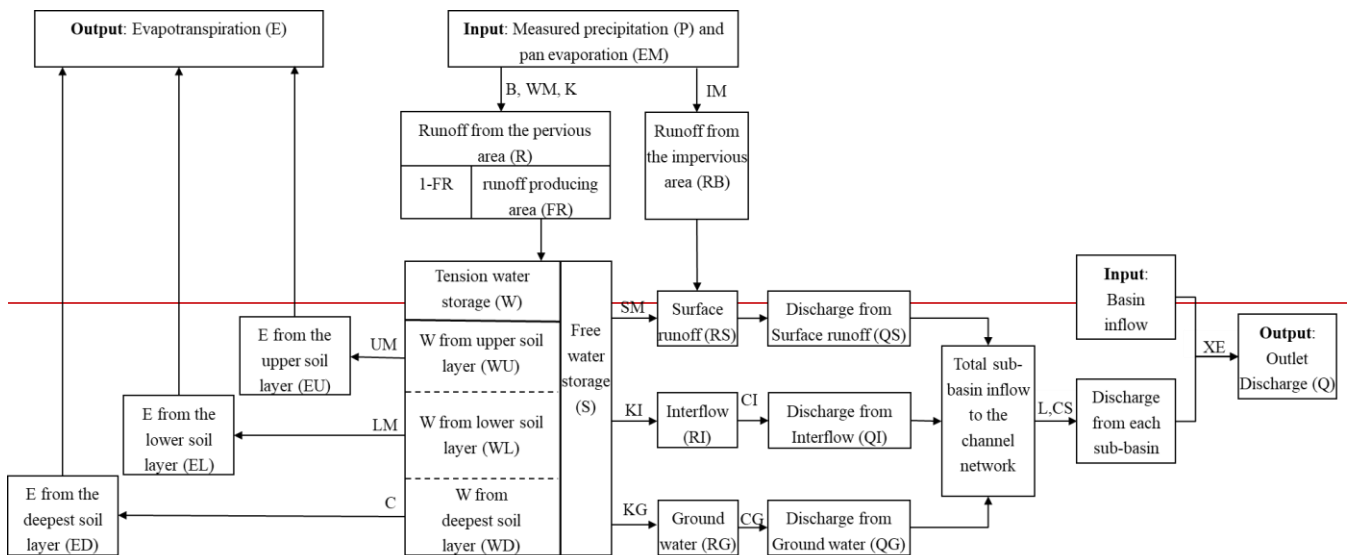 Output: Evapotranspiration (E)
Input: Measured precipitation (P) and
pan evaporation (EM)
B, WM, K
IM
Runoff from the pervious
area (R)
1-FR
runoff producing
area (FR)
Runoff from
the impervious
area (RB)
Tension water
storage (W)
Free
water
storage
(S)
W from upper soil
layer (WU)
W from lower soil
layer (WL)
W from
deepest soil
layer (WD)
UM
LM
C
E from the
upper soil
layer (EU)
E from the
lower soil
layer (EL)
E from the
deepest soil
layer (ED)
SM
KI
KG
Surface
runoff (RS)
Discharge from
Surface runoff (QS)
Interflow
(RI)
CI
Discharge from
Interflow (QI)
Ground
water (RG)
CG
Discharge from
Ground water (QG)
Total sub-
basin inflow
to the
channel
network
L,CS
Input:
Basin
inflow
Discharge
from each
sub-basin
XE
Output:
Outlet
Discharge (Q)